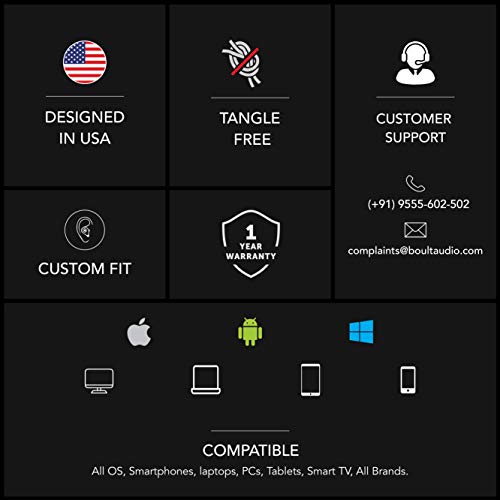 DESIGNED
IN USA
TANGLE
FREE
CUSTOMER
SUPPORT
(+91) 9555-602-502
complaints@boultaudio.com
CUSTOM FIT
1
YEAR
WARRANTY
COMPATIBLE
All OS, Smartphones, laptops, PCs, Tablets, Smart TV, All Brands.